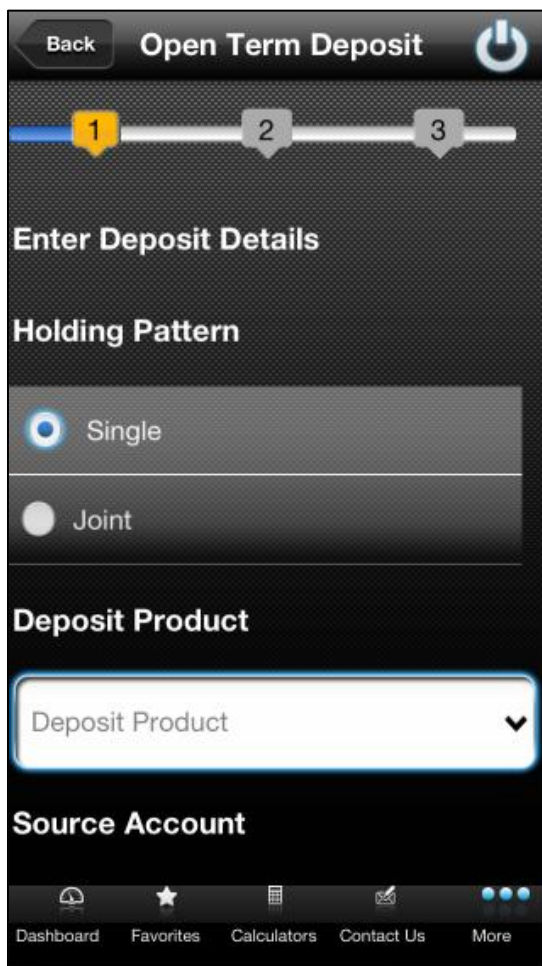 Back Open Term Deposit
1 2 3
Enter Deposit Details
Holding Pattern
Single
Joint
Deposit Product
Deposit Product
Source Account
Dashboard Favorites Calculators Contact Us More